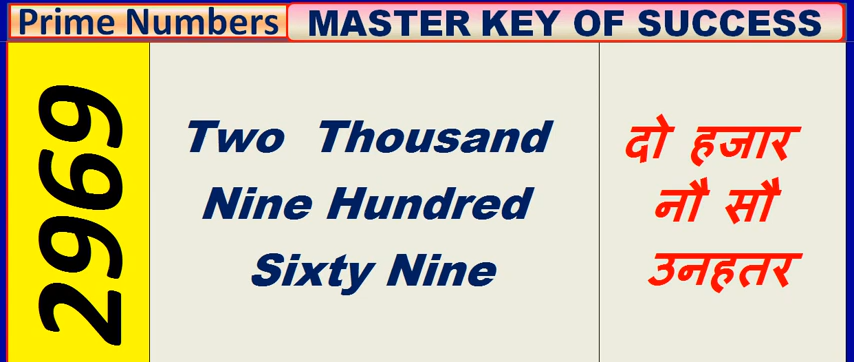 Prime Numbers
MASTER KEY OF SUCCESS
2969
Two Thousand
Nine Hundred
Sixty Nine
दो हजार
नौ सौ
उनहतर